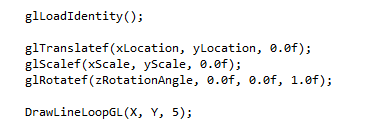 glLoadIdentity();
glTranslatef(xLocation, yLocation, 0.0f);
glScalef(xScale, yScale, 0.0f);
glRotatef(zRotationAngle, 0.0f, 0.0f, 1.0f);
DrawLineLoopGL(X, Y, 5);